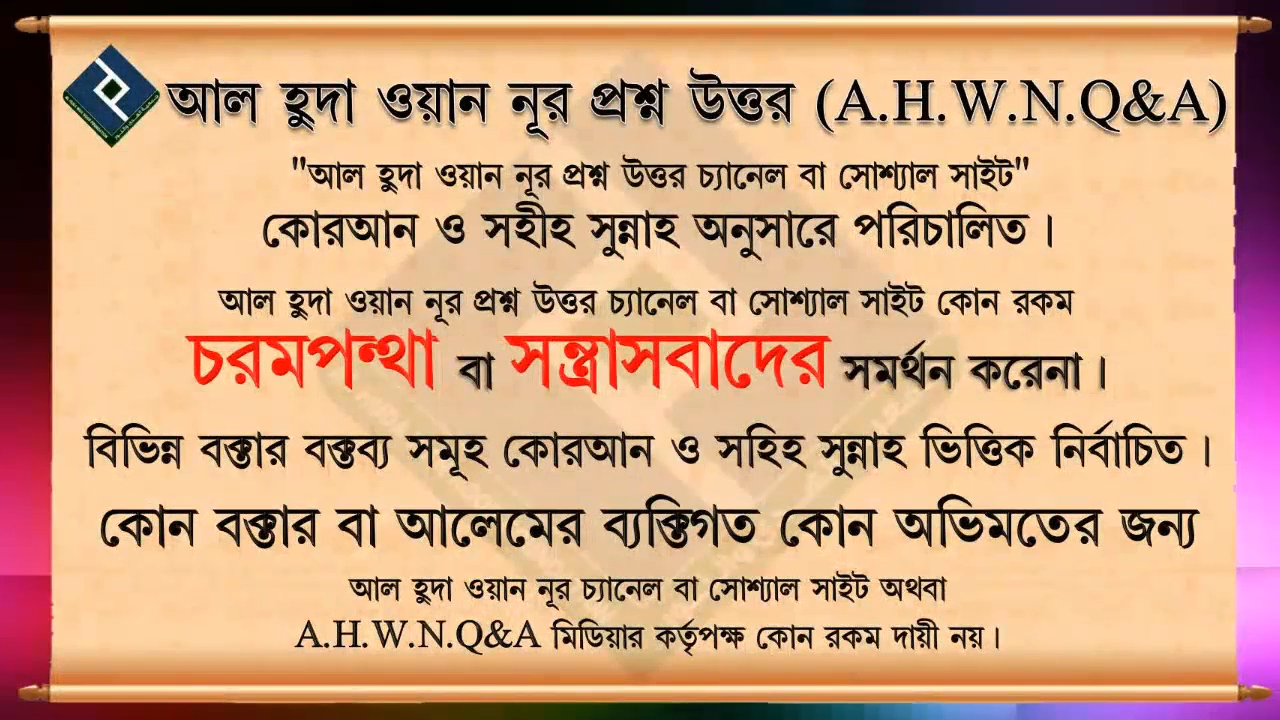 আল হুদা ওয়ান নূর প্রশ্ন উত্তর (A.H.W.N.Q&A)
"আল হুদা ওয়ান নূর প্রশ্ন উত্তর চ্যানেল বা সোশ্যাল সাইট"
কোরআন ও সহীহ সুন্নাহ অনুসারে পরিচালিত।
আল হুদা ওয়ান নূর প্রশ্ন উত্তর চ্যানেল বা সোশ্যাল সাইট কোন রকম
চরমপন্থা বা সন্ত্রাসবাদের সমর্থন করেনা।
বিভিন্ন বক্তার বক্তব্য সমূহ কোরআন ও সহিহ সুন্নাহ ভিত্তিক নির্বাচিত।
কোন বক্তার বা আলেমের ব্যক্তিগত কোন অভিমতের জন্য
আল হুদা ওয়ান নূর চ্যানেল বা সোশ্যাল সাইট অথবা
A.H.W.N.Q&A মিডিয়ার কর্তৃপক্ষ কোন রকম দায়ী নয়।